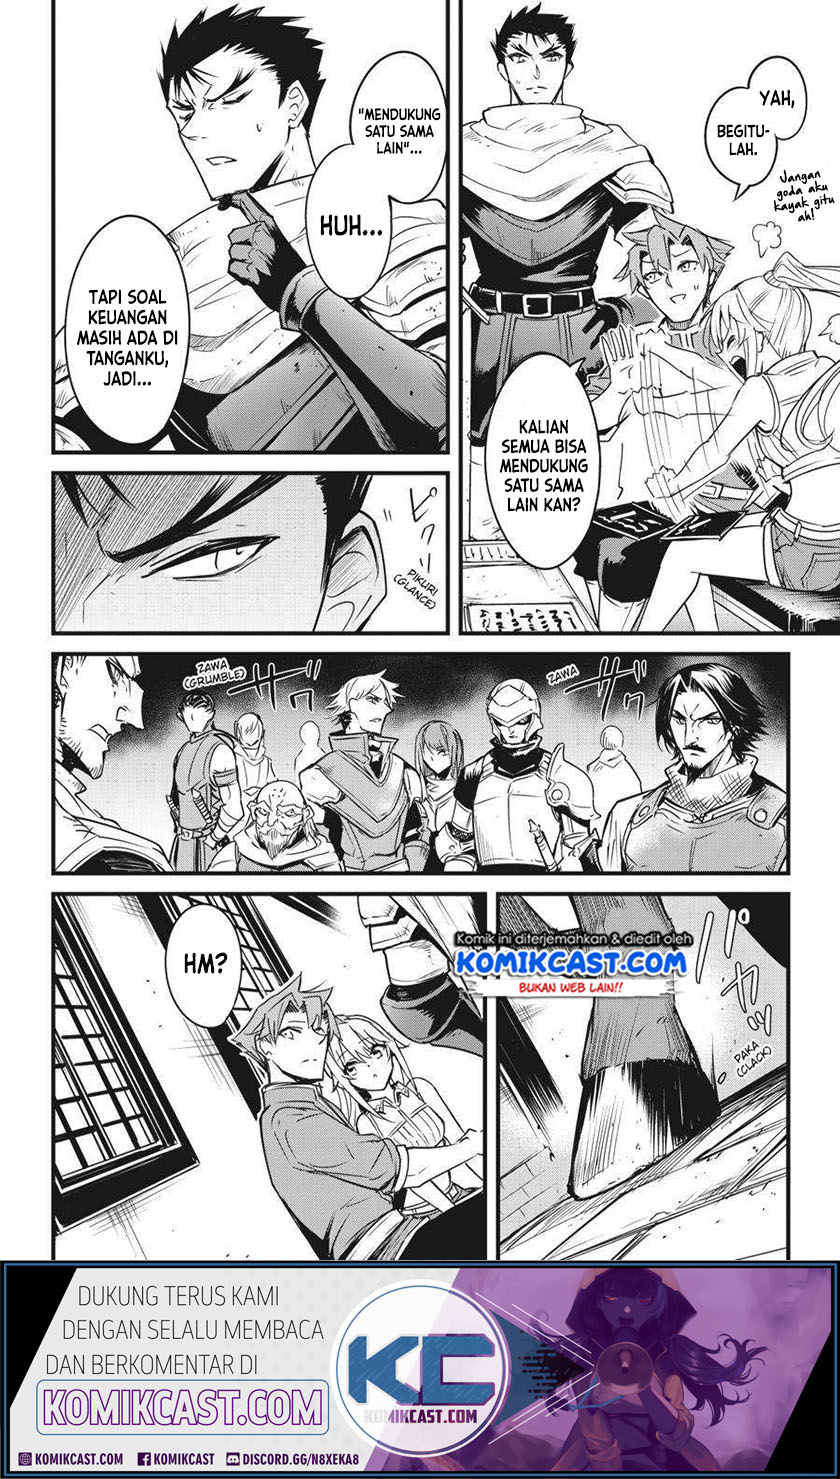 YAH,
BEGITU-
LAH.
Jangan
goda aku
kayak gitu
ah!
KALIAN
SEMUA BISA
MENDUKUNG
SATU SAMA
LAIN KAN?
"MENDUKUNG
SATU SAMA
LAIN"...
HUH...
TAPI SOAL
KEUANGAN
MASIH ADA DI
TANGANKU,
JADI...
PIKURI
(GLANCE)
ZAWA
ZAWA
(GRUMBLE)
PAKA
(CLACK)
Komik ini diterjemahkan & diedit oleh
KOMIKCAST.COM
BUKAN WEB LAIN!!
HM?
DUKUNG TERUS KAMI
DENGAN SELALU MEMBACA
DAN BERKOMENTAR DI
KOMIKCAST.COM
KC
KOMIKCAST.COM
KOMIKCAST.COM KOMIKCAST DISCORD.GG/N8XEKA8